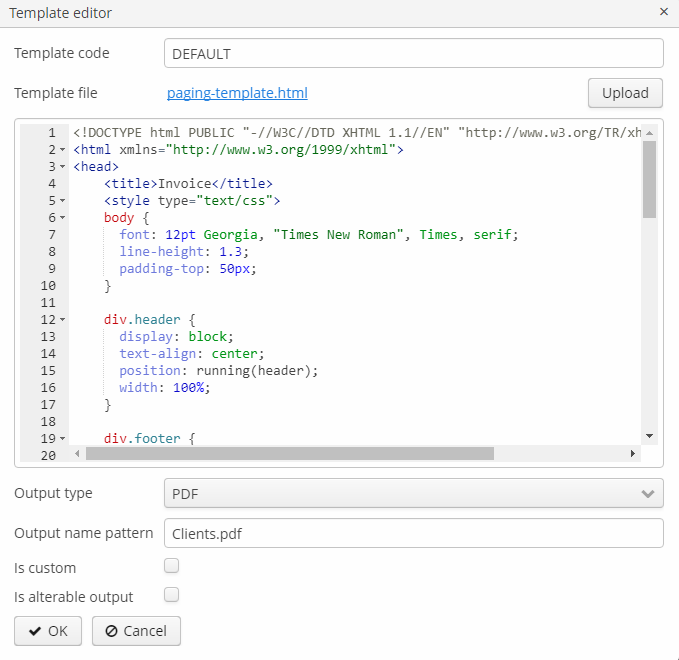 Template editor
Template code DEFAULT
Template file paging-template.html Upload
1 <!DOCTYPE html PUBLIC "-//W3C//DTD XHTML 1.1//EN" "http://www.w3.org/TR/xh
2 <html xmlns="http://www.w3.org/1999/xhtml">
3 <head>
4 <title>Invoice</title>
5 <style type="text/css">
6 body {
7 font: 12pt Georgia, "Times New Roman", Times, serif;
8 line-height: 1.3;
9 padding-top: 50px;
10 }
11
12 div.header {
13 display: block;
14 text-align: center;
15 position: running(header);
16 width: 100%;
17 }
18
19 div.footer {
20
Output type PDF
Output name pattern Clients.pdf
Is custom
Is alterable output
OK Cancel